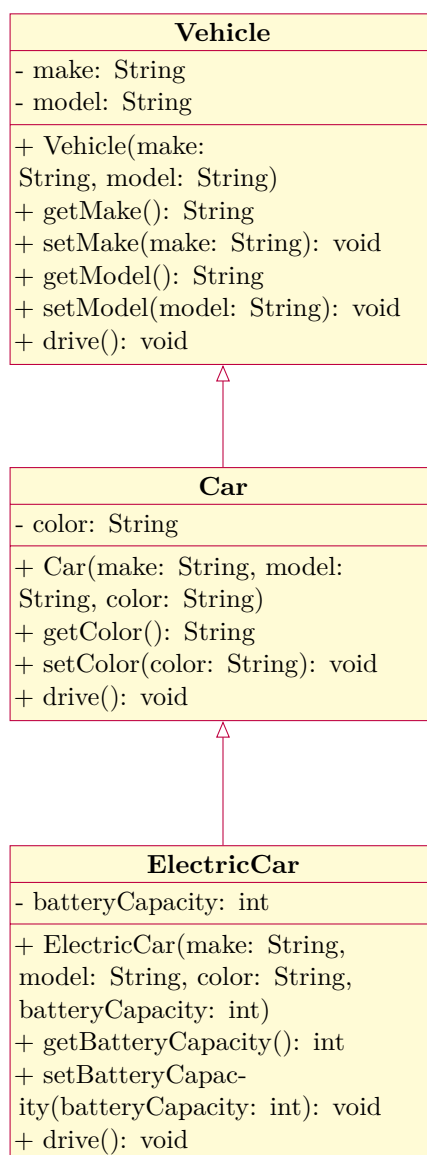 Vehicle
- make: String
- model: String
+ Vehicle(make:
String, model: String)
+ getMake(): String
+ setMake(make: String): void
+ getModel(): String
+ setModel(model: String): void
+ drive(): void
Car
- color: String
+ Car(make: String, model:
String, color: String)
+ getColor(): String
+ setColor(color: String): void
+ drive(): void
ElectricCar
- batteryCapacity: int
+ ElectricCar(make: String,
model: String, color: String,
batteryCapacity: int)
+ getBatteryCapacity(): int
+ setBatteryCapac-
ity(batteryCapacity: int): void
+ drive(): void